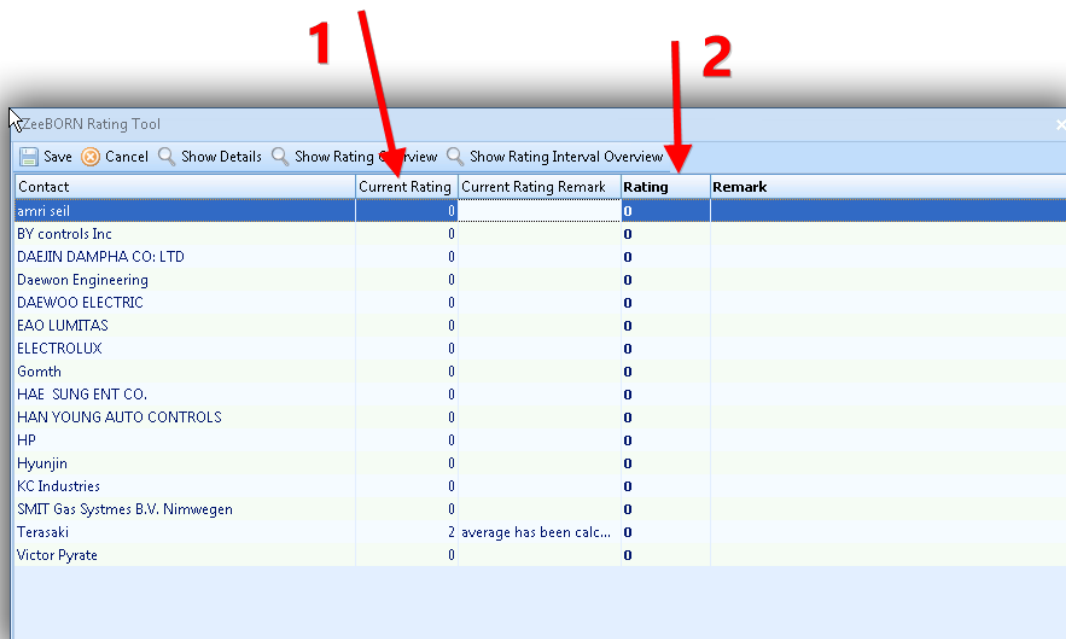 1 2
ZeeBORN Rating Tool
Save Cancel Show Details Show Rating Overview Show Rating Interval Overview
Contact Current Rating Current Rating Remark Rating Remark
amri seil 0 0
BY controls Inc 0 0
DAEJIN DAMPHA CO: LTD 0 0
Daewon Engineering 0 0
DAEWOO ELECTRIC 0 0
EAO LUMITAS 0 0
ELECTROLUX 0 0
Gomth 0 0
HAE SUNG ENT CO. 0 0
HAN YOUNG AUTO CONTROLS 0 0
HP 0 0
Hyunjin 0 0
KC Industries 0 0
SMIT Gas Systmes B.V. Nimwegen 0 0
Terasaki 2 average has been calc... 0
Victor Pyrate 0 0